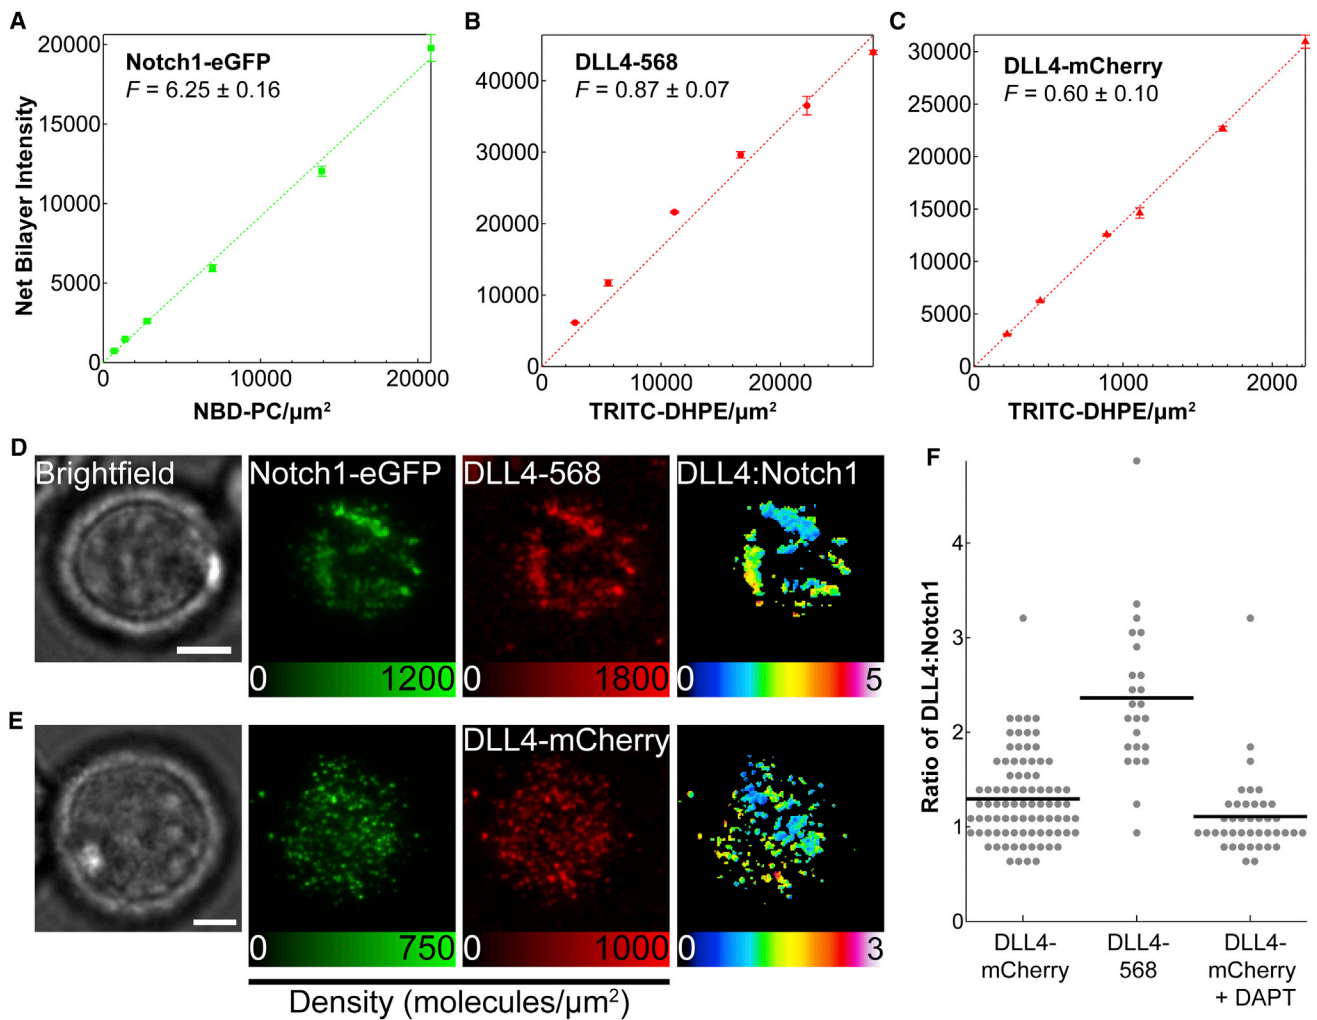 A
Notch1-eGFP
F = 6.25 ± 0.16
Net Bilayer Intensity
20000
15000
10000
5000
0
0 10000 20000
NBD-PC/μm²
B
DLL4-568
F = 0.87 ± 0.07
40000
30000
20000
10000
0
0 10000 20000
TRITC-DHPE/μm²
C
DLL4-mCherry
F = 0.60 ± 0.10
30000
25000
20000
15000
10000
5000
0
0 1000 2000
TRITC-DHPE/μm²
D
Brightfield
Notch1-eGFP
DLL4-568
DLL4:Notch1
0 1200
0 1800
0 5
E
DLL4-mCherry
0 750
0 1000
0 3
Density (molecules/μm²)
F
Ratio of DLL4:Notch1
4
3
2
1
0
DLL4-
mCherry
DLL4-
568
DLL4-
mCherry
+ DAPT